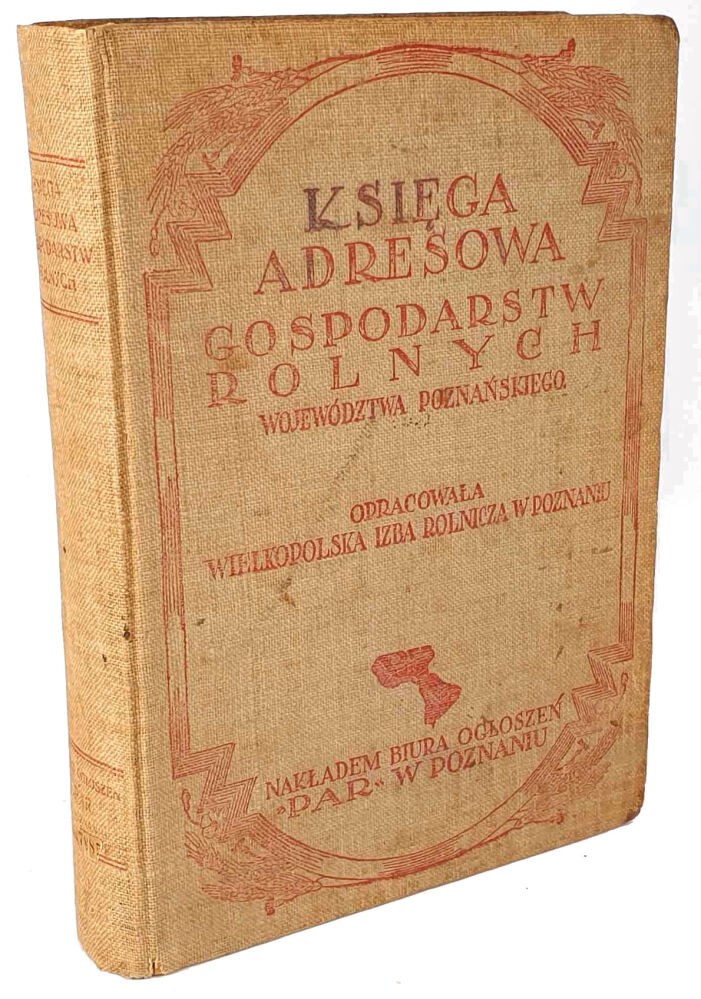 KSIĘGA
ADRESOWA
GOSPODARSTW
ROLNYCH
WOJEWÓDZTWA POZNAŃSKIEGO.
OPRACOWAŁA
WIELKOPOLSKA IZBA ROLNICZA W POZNANIU
NAKŁADEM BIURA OGŁOSZEŃ
„PAR" W POZNANIU